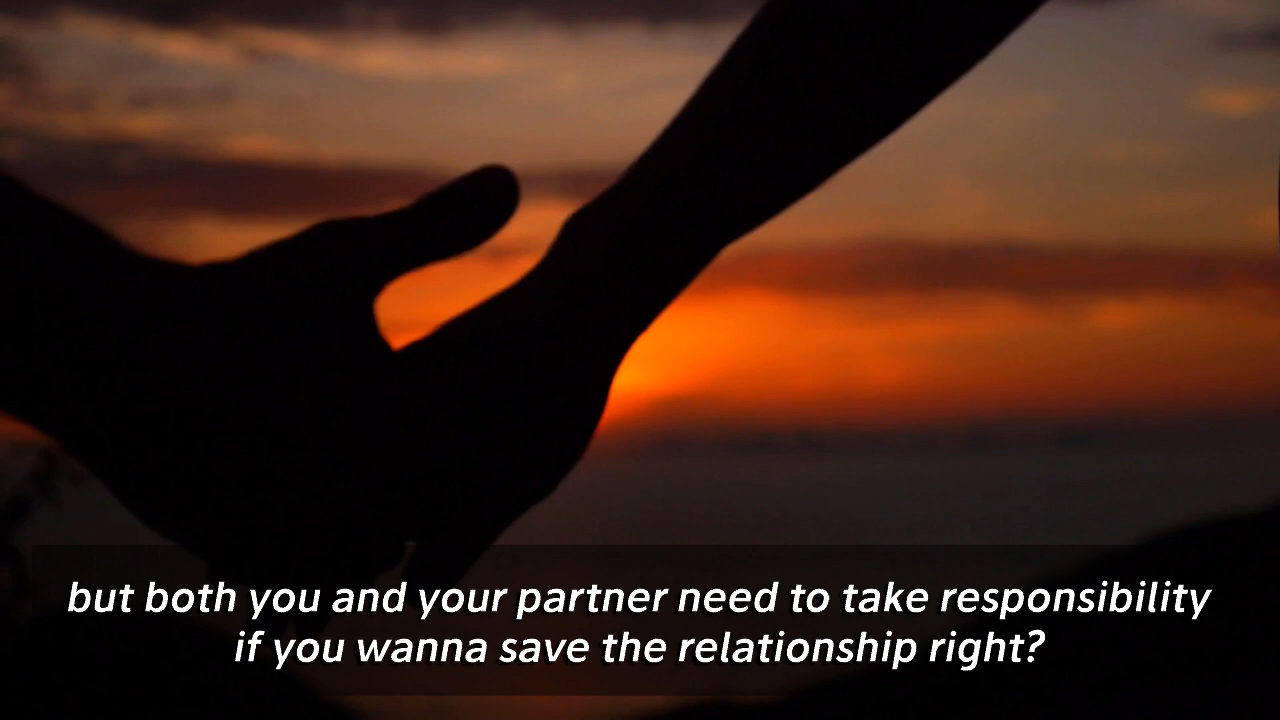 but both you and your partner need to take responsibility
if you wanna save the relationship right?